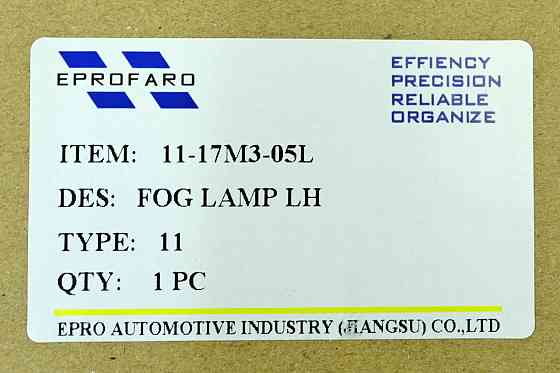 EPROFARO
EFFIENCY
PRECISION
RELIABLE
ORGANIZE
ITEM: 11-17M3-05L
DES: FOG LAMP LH
TYPE: 11
QTY: 1 PC
EPRO AUTOMOTIVE INDUSTRY (JIANGSU) CO.,LTD